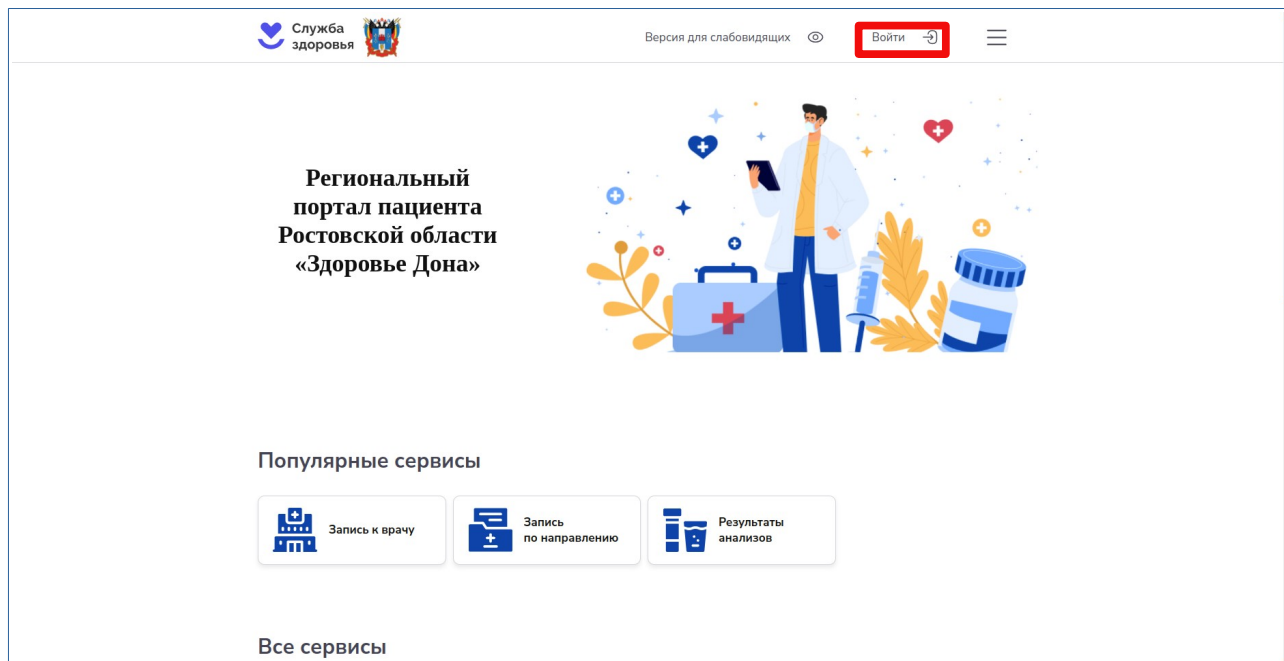 Служба
здоровья
Версия для слабовидящих
Войти
Региональный
портал пациента
Ростовской области
«Здоровье Дона»
Популярные сервисы
Запись к врачу
Запись
по направлению
Результаты
анализов
Все сервисы